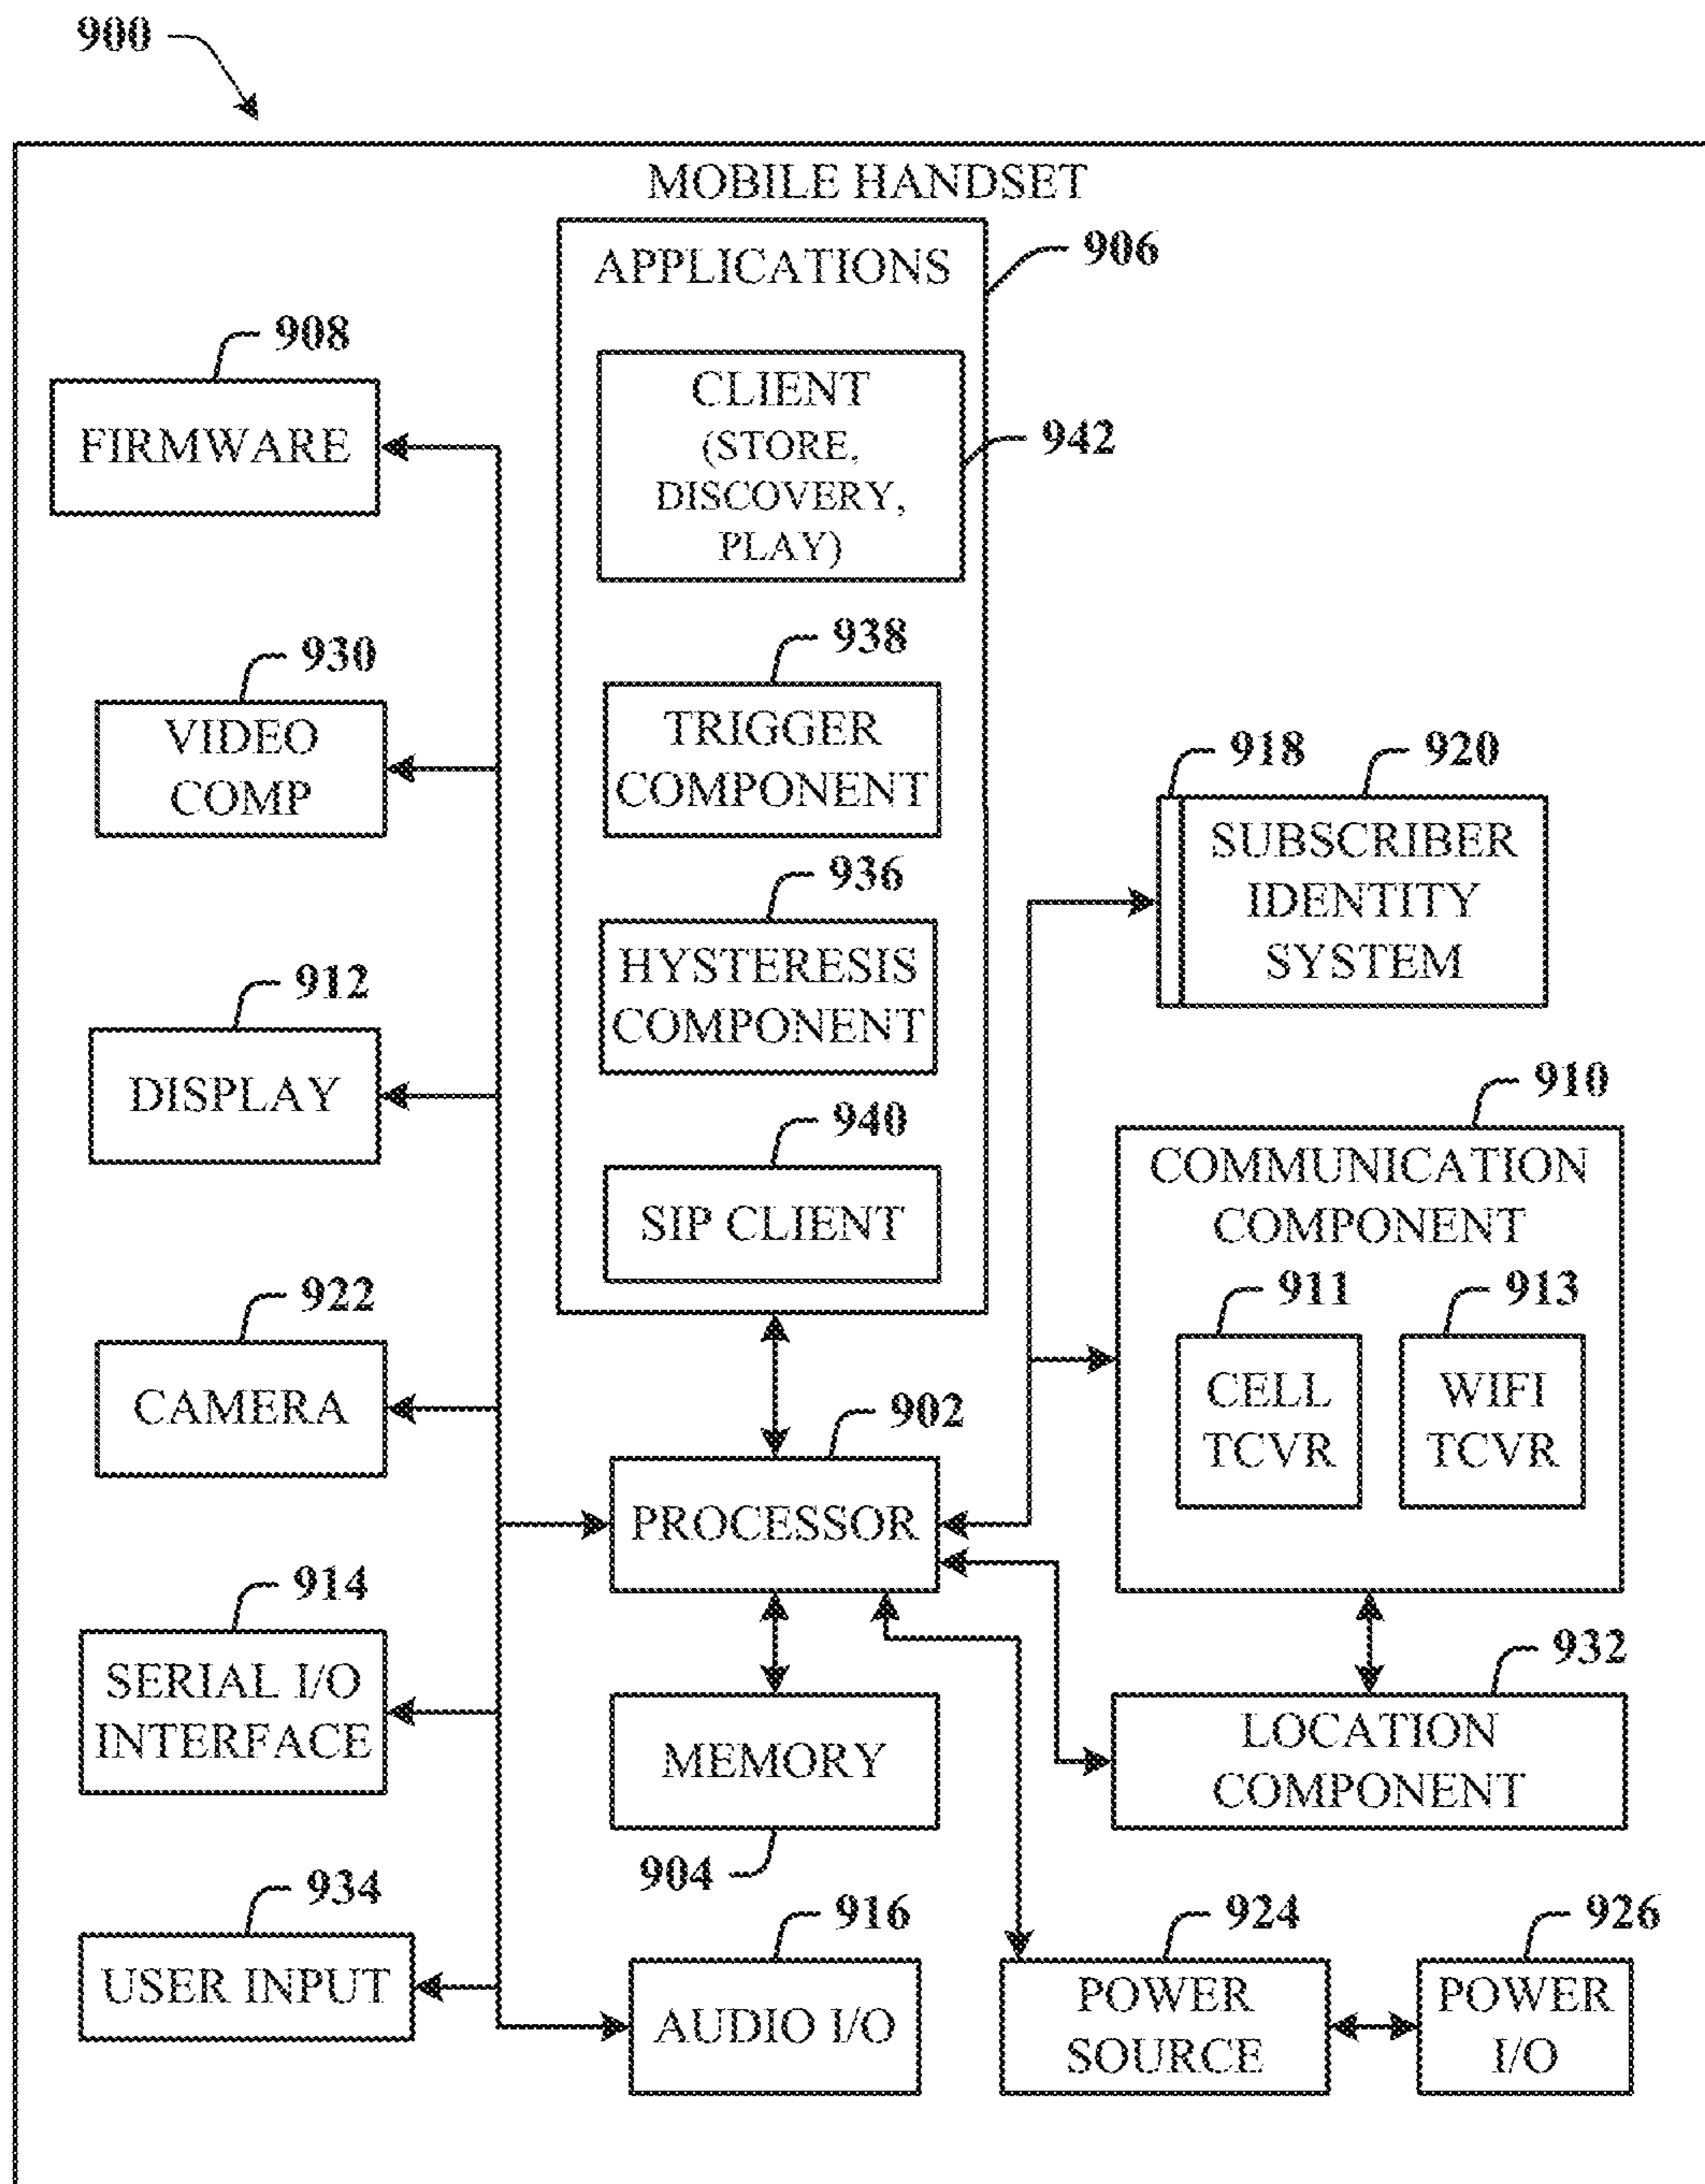 900
MOBILE HANDSET
906
APPLICATIONS
CLIENT
(STORE,
DISCOVERY,
PLAY)
942
908
FIRMWARE
938
TRIGGER
COMPONENT
930
VIDEO
COMP
918
920
SUBSCRIBER
IDENTITY
SYSTEM
936
HYSTERESIS
COMPONENT
912
DISPLAY
940
SIP CLIENT
910
COMMUNICATION
COMPONENT
911
CELL
TCVR
913
WIFI
TCVR
922
CAMERA
902
PROCESSOR
914
SERIAL I/O
INTERFACE
MEMORY
904
932
LOCATION
COMPONENT
934
USER INPUT
916
AUDIO I/O
924
POWER
SOURCE
926
POWER
I/O